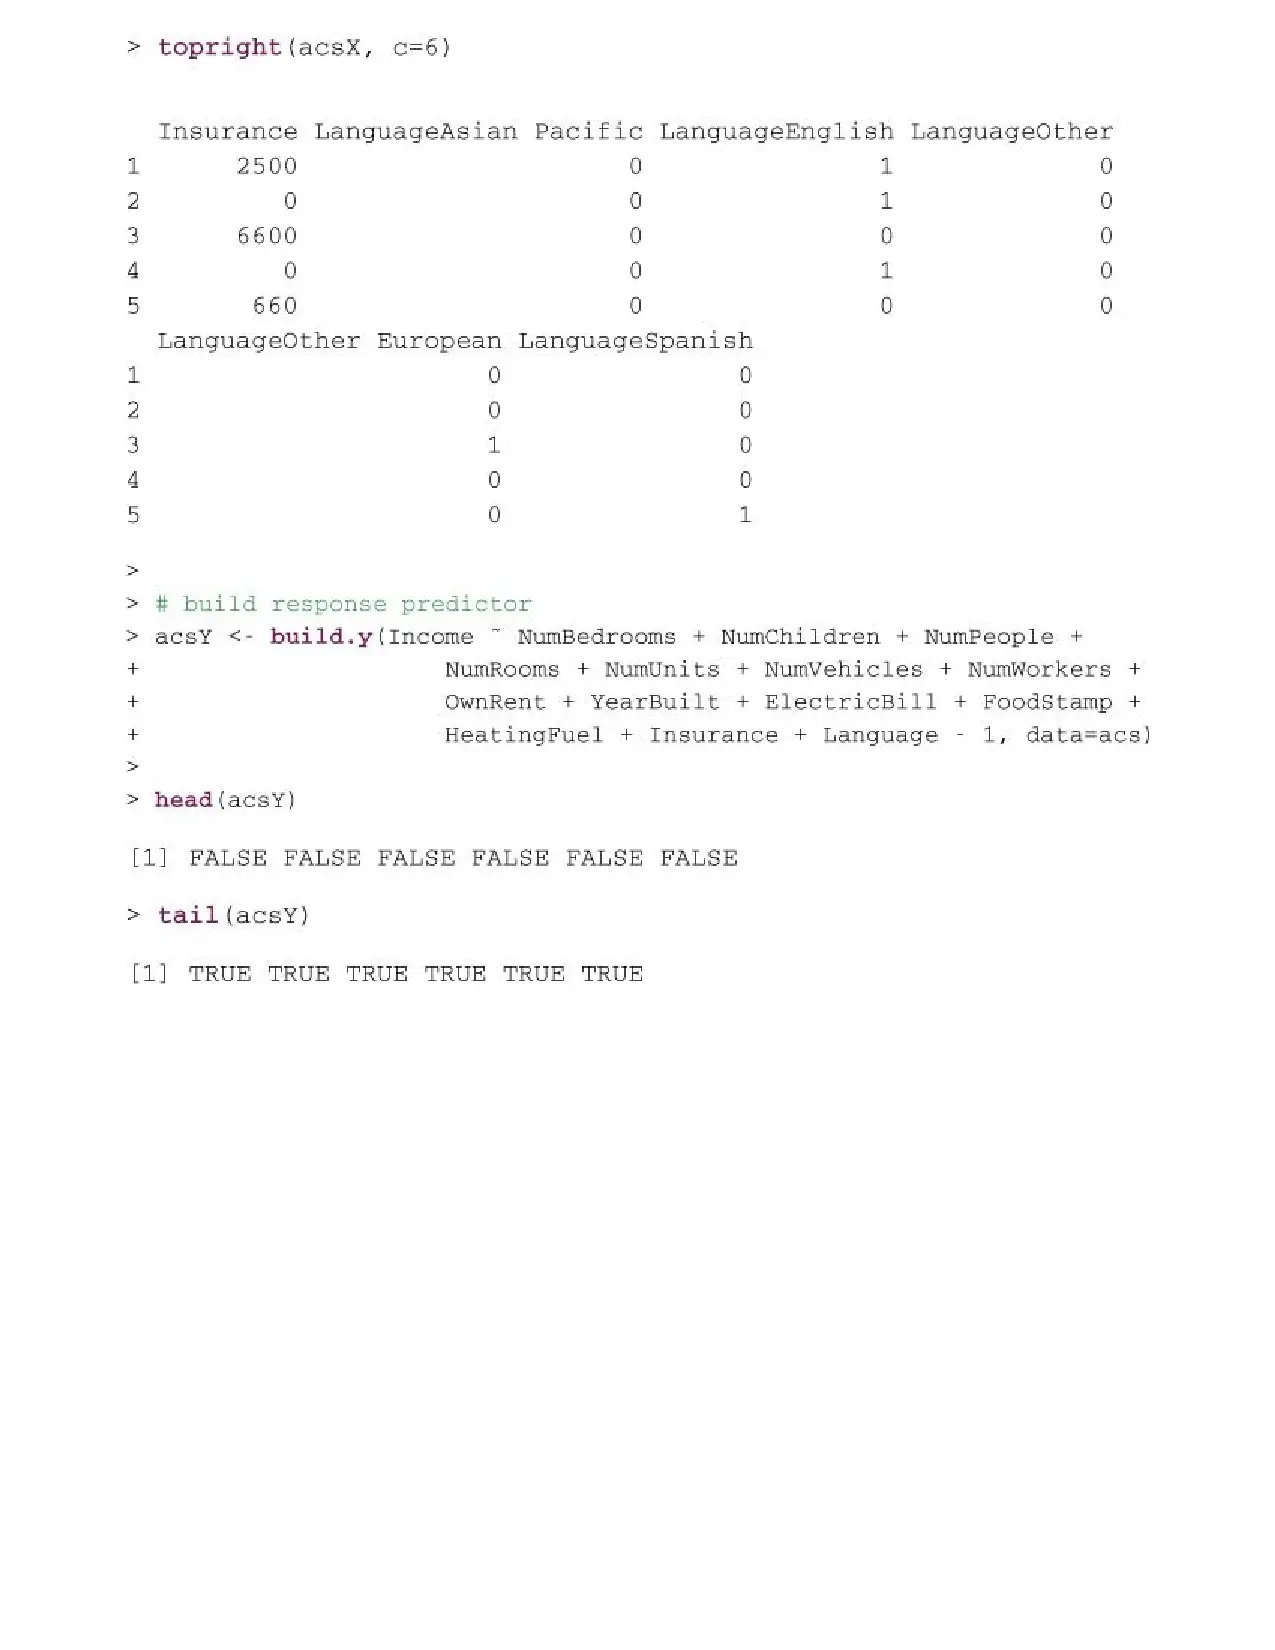 > topright(acsX, c=6)
Insurance LanguageAsian Pacific LanguageEnglish LanguageOther
1 2500 0 1 0
2 0 0 1 0
3 6600 0 0 0
4 0 0 1 0
5 660 0 0 0
LanguageOther European LanguageSpanish
1 0 0
2 0 0
3 1 0
4 0 0
5 0 1
>
> # build response predictor
> acsY <- build.y(Income ~ NumBedrooms + NumChildren + NumPeople +
+ NumRooms + NumUnits + NumVehicles + NumWorkers +
+ OwnRent + YearBuilt + ElectricBill + FoodStamp +
+ HeatingFuel + Insurance + Language - 1, data=acs)
>
> head(acsY)
[1] FALSE FALSE FALSE FALSE FALSE FALSE
> tail(acsY)
[1] TRUE TRUE TRUE TRUE TRUE TRUE